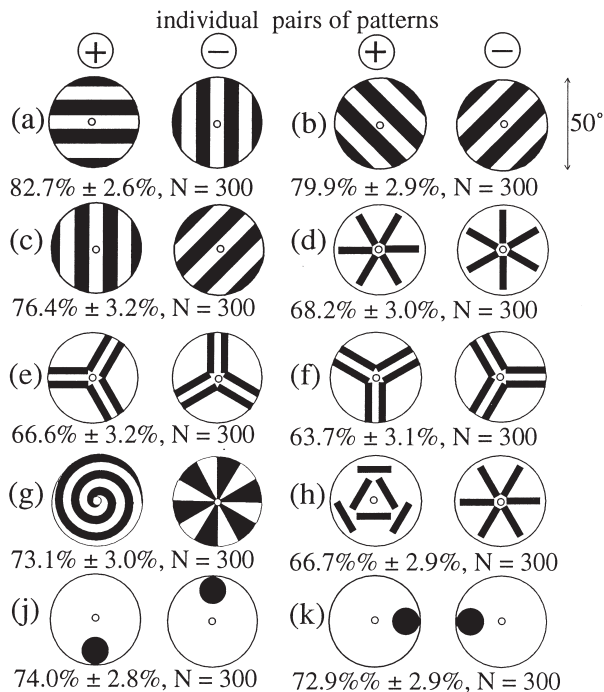 individual pairs of patterns
+ − + −
(a) (b) 50°
82.7% ± 2.6%, N = 300 79.9% ± 2.9%, N = 300
(c) (d)
76.4% ± 3.2%, N = 300 68.2% ± 3.0%, N = 300
(e) (f)
66.6% ± 3.2%, N = 300 63.7% ± 3.1%, N = 300
(g) (h)
73.1% ± 3.0%, N = 300 66.7%% ± 2.9%, N = 300
(j) (k)
74.0% ± 2.8%, N = 300 72.9%% ± 2.9%, N = 300